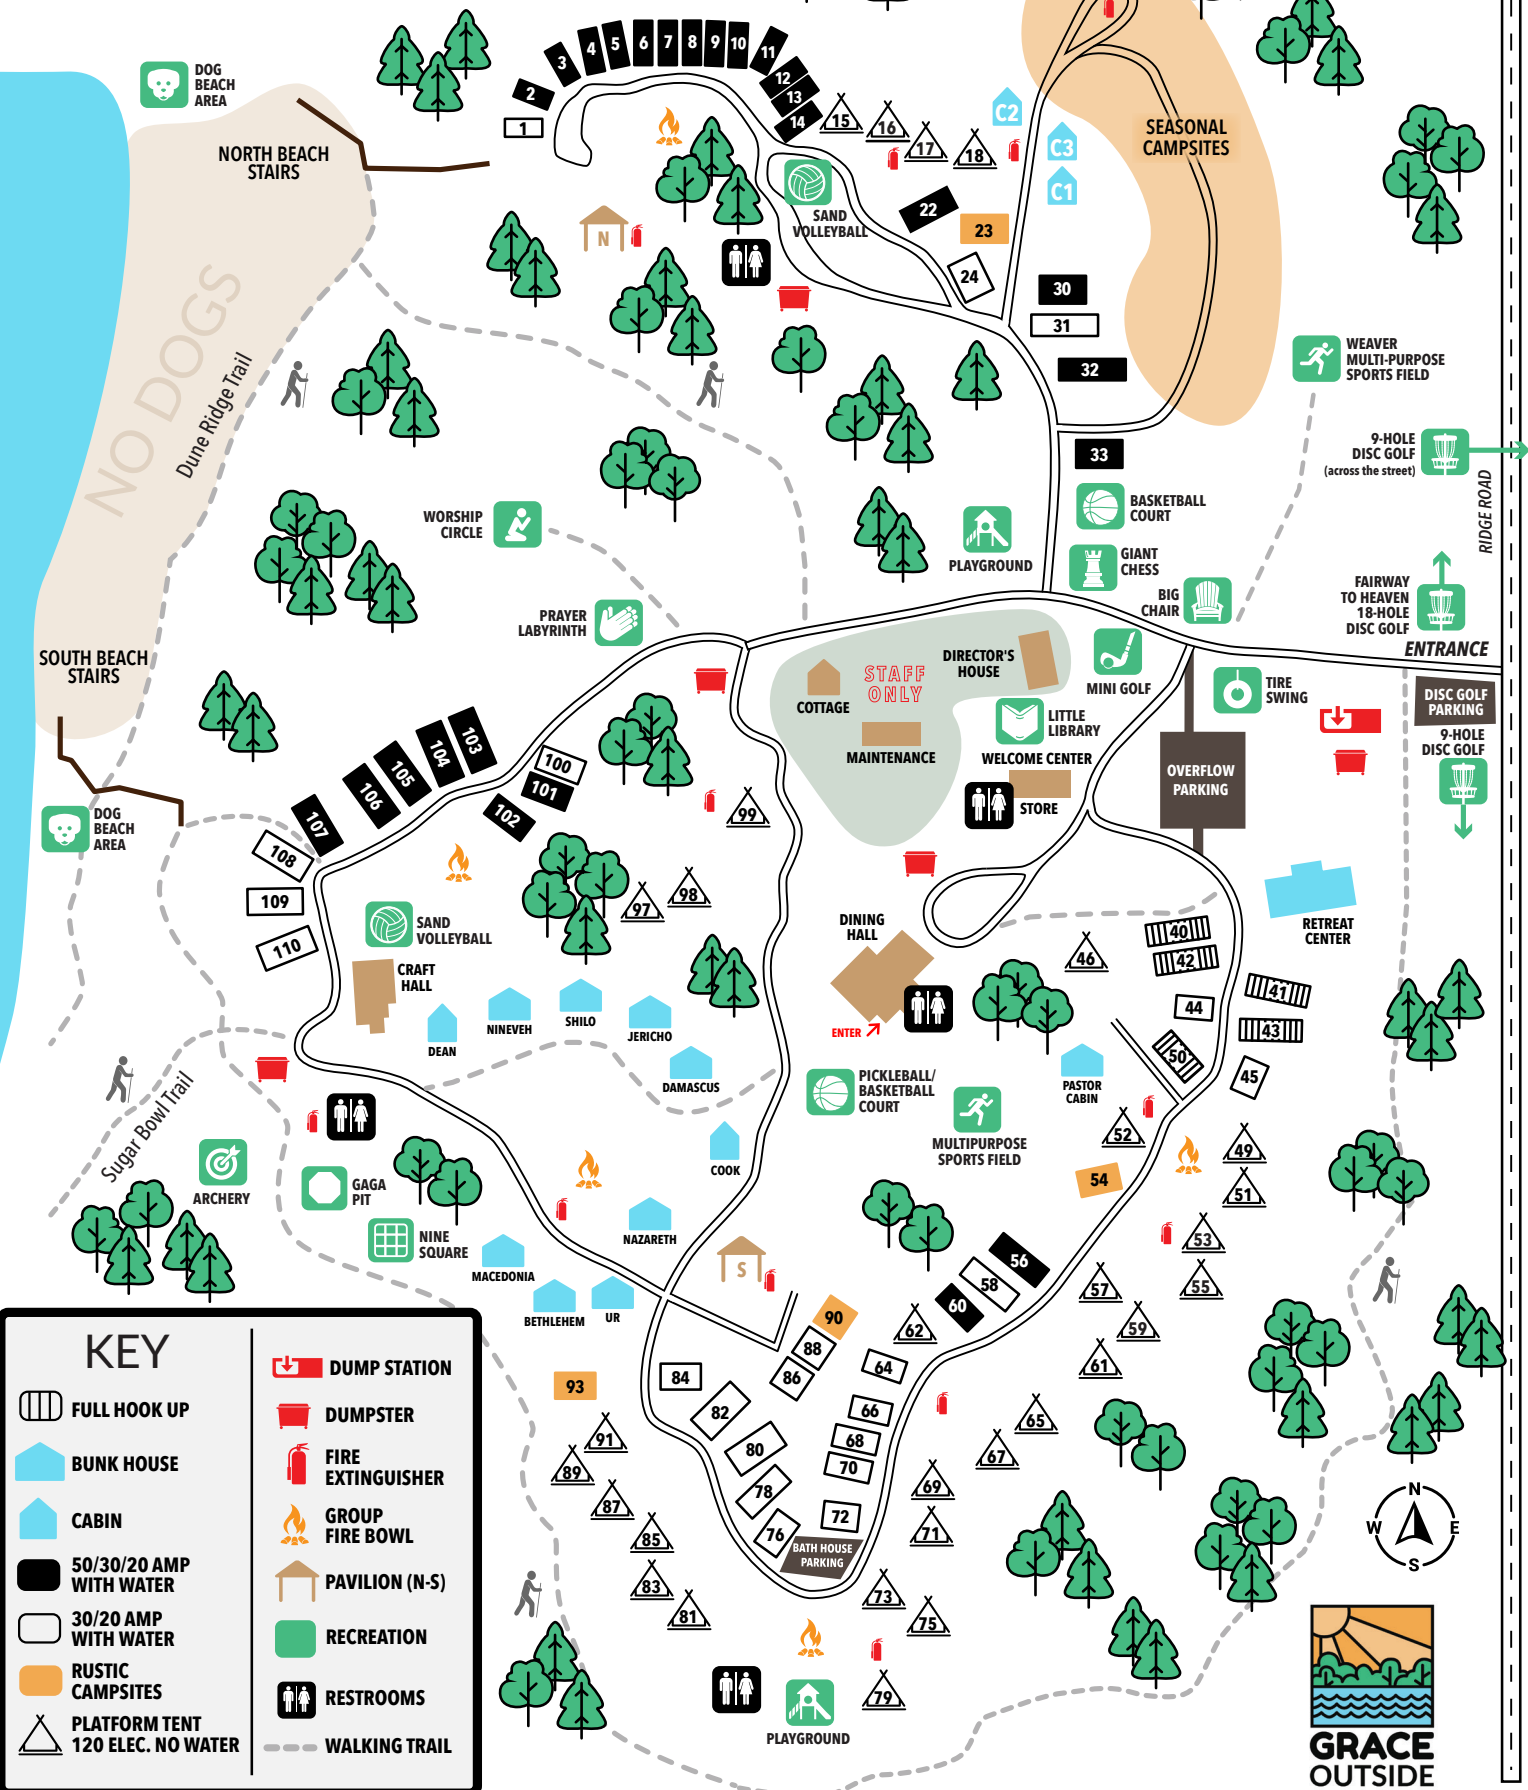 DOG
BEACH
AREA
NORTH BEACH
STAIRS
1
2
3
4
5
6
7
8
9
10
11
12
13
14
15
16
17
18
C2
C3
C1
SEASONAL
CAMPSITES
SAND
VOLLEYBALL
22
23
24
N
30
31
32
33
NO DOGS
Dune Ridge Trail
WEAVER
MULTI-PURPOSE
SPORTS FIELD
9-HOLE
DISC GOLF
(across the street)
RIDGE ROAD
WORSHIP
CIRCLE
BASKETBALL
COURT
PLAYGROUND
GIANT
CHESS
BIG
CHAIR
FAIRWAY
TO HEAVEN
18-HOLE
DISC GOLF
ENTRANCE
PRAYER
LABYRINTH
SOUTH BEACH
STAIRS
COTTAGE
STAFF
ONLY
DIRECTOR'S
HOUSE
MINI GOLF
TIRE
SWING
DISC GOLF
PARKING
9-HOLE
DISC GOLF
LITTLE
LIBRARY
MAINTENANCE
WELCOME CENTER
STORE
OVERFLOW
PARKING
DOG
BEACH
AREA
100
101
102
103
104
105
106
107
108
109
110
99
98
97
SAND
VOLLEYBALL
CRAFT
HALL
DINING
HALL
ENTER
RETREAT
CENTER
40
42
41
44
43
46
50
45
DEAN
NINEVEH
SHILO
JERICHO
DAMASCUS
PASTOR
CABIN
PICKLEBALL/
BASKETBALL
COURT
MULTIPURPOSE
SPORTS FIELD
Sugar Bowl Trail
ARCHERY
GAGA
PIT
NINE
SQUARE
COOK
NAZARETH
MACEDONIA
BETHLEHEM
UR
S
52
49
54
51
53
55
56
58
60
57
59
61
62
64
66
68
70
72
65
67
69
71
73
75
79
90
88
86
84
82
80
78
76
BATH HOUSE
PARKING
93
91
89
87
85
83
81
PLAYGROUND
KEY
FULL HOOK UP
BUNK HOUSE
CABIN
50/30/20 AMP
WITH WATER
30/20 AMP
WITH WATER
RUSTIC
CAMPSITES
PLATFORM TENT
120 ELEC. NO WATER
DUMP STATION
DUMPSTER
FIRE
EXTINGUISHER
GROUP
FIRE BOWL
PAVILION (N-S)
RECREATION
RESTROOMS
WALKING TRAIL
N
W
E
S
GRACE
OUTSIDE